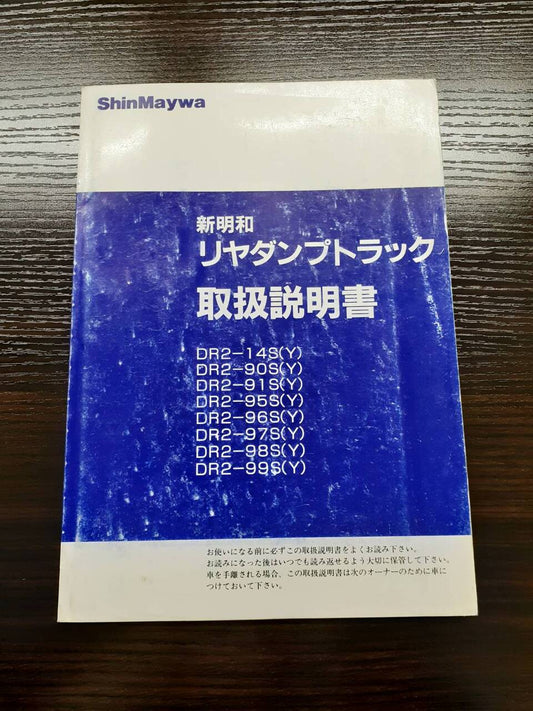 ShinMaywa
新明和
リヤダンプトラック
取扱説明書
DR2-14S(Y)
DR2-90S(Y)
DR2-91S(Y)
DR2-95S(Y)
DR2-96S(Y)
DR2-97S(Y)
DR2-98S(Y)
DR2-99S(Y)
お使いになる前に必ずこの取扱説明書をよくお読み下さい。
お読みになった後はいつでも読み返せるよう大切に保管して下さい。
車を手離される場合、この取扱説明書は次のオーナーのために車に
つけておいて下さい。